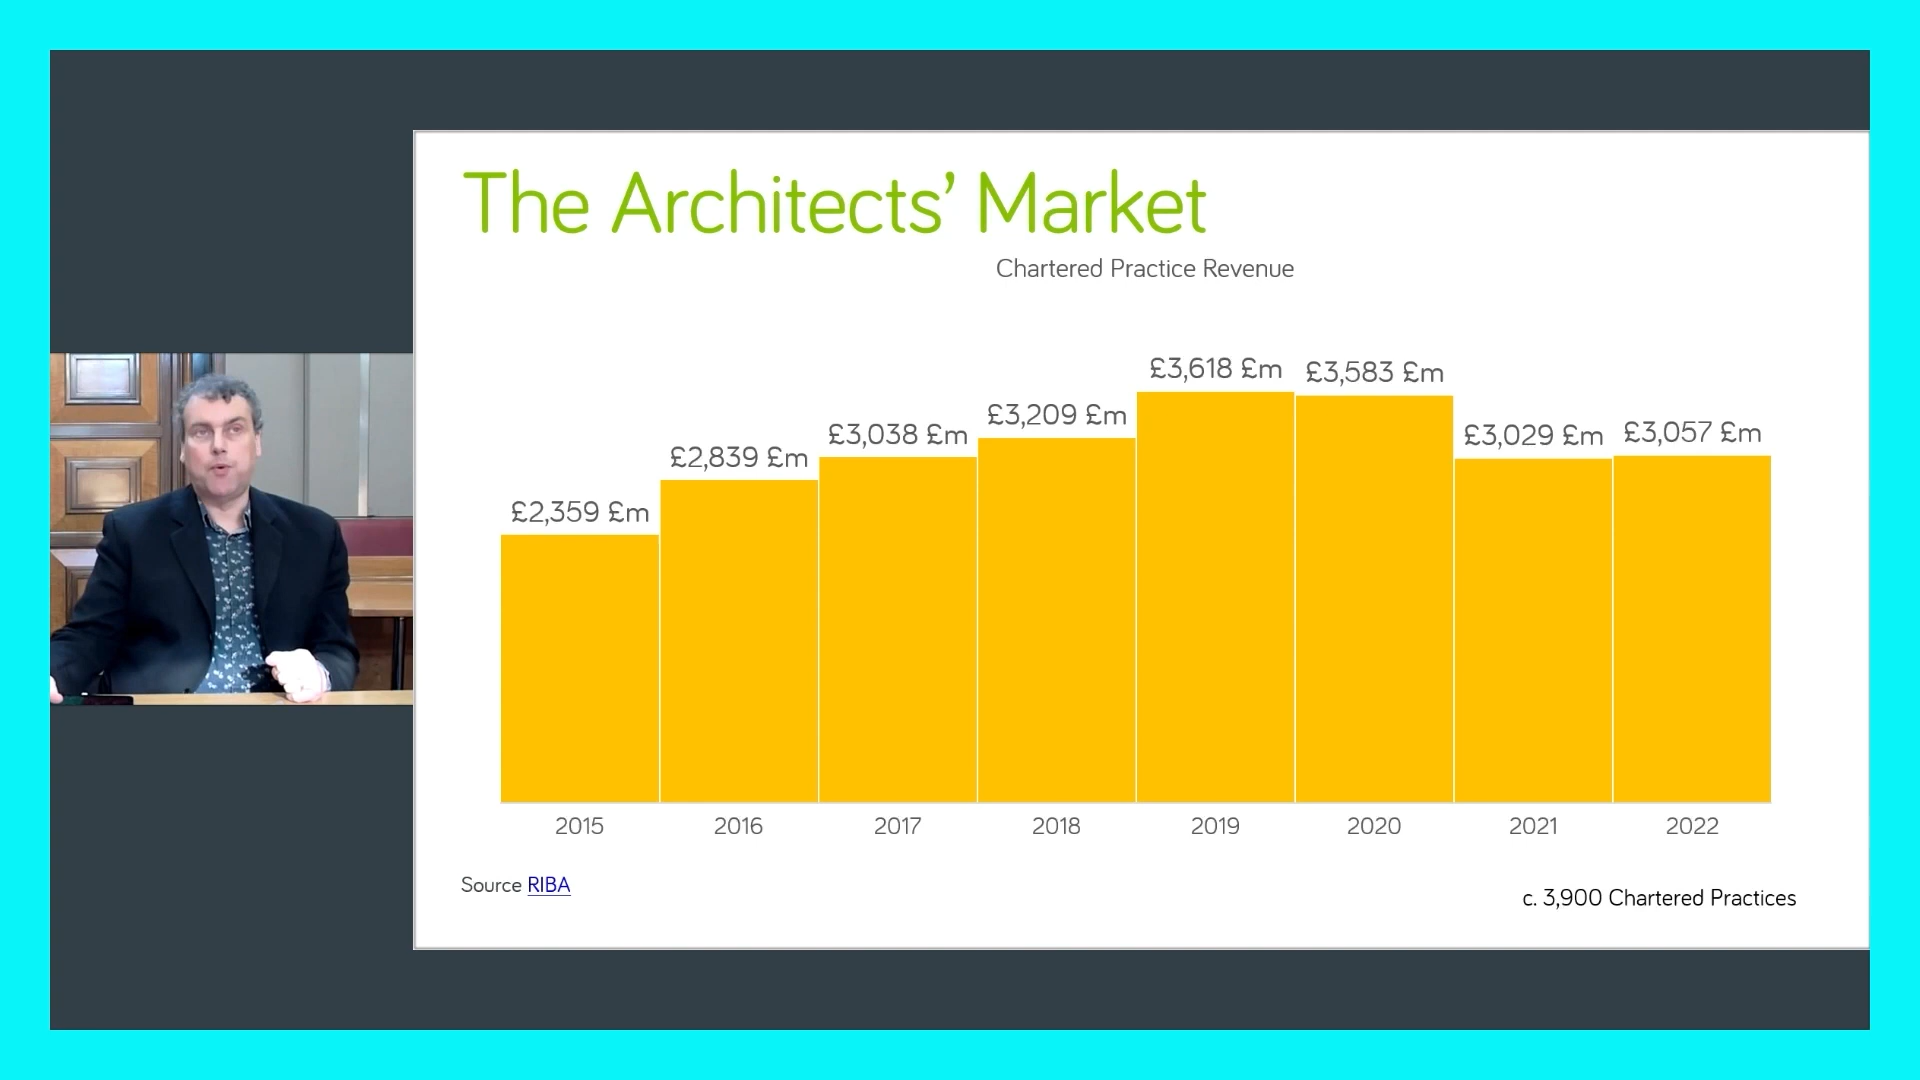 The Architects’ Market
Chartered Practice Revenue
£2,359 £m
£2,839 £m
£3,038 £m
£3,209 £m
£3,618 £m
£3,583 £m
£3,029 £m
£3,057 £m
2015
2016
2017
2018
2019
2020
2021
2022
Source RIBA
c. 3,900 Chartered Practices